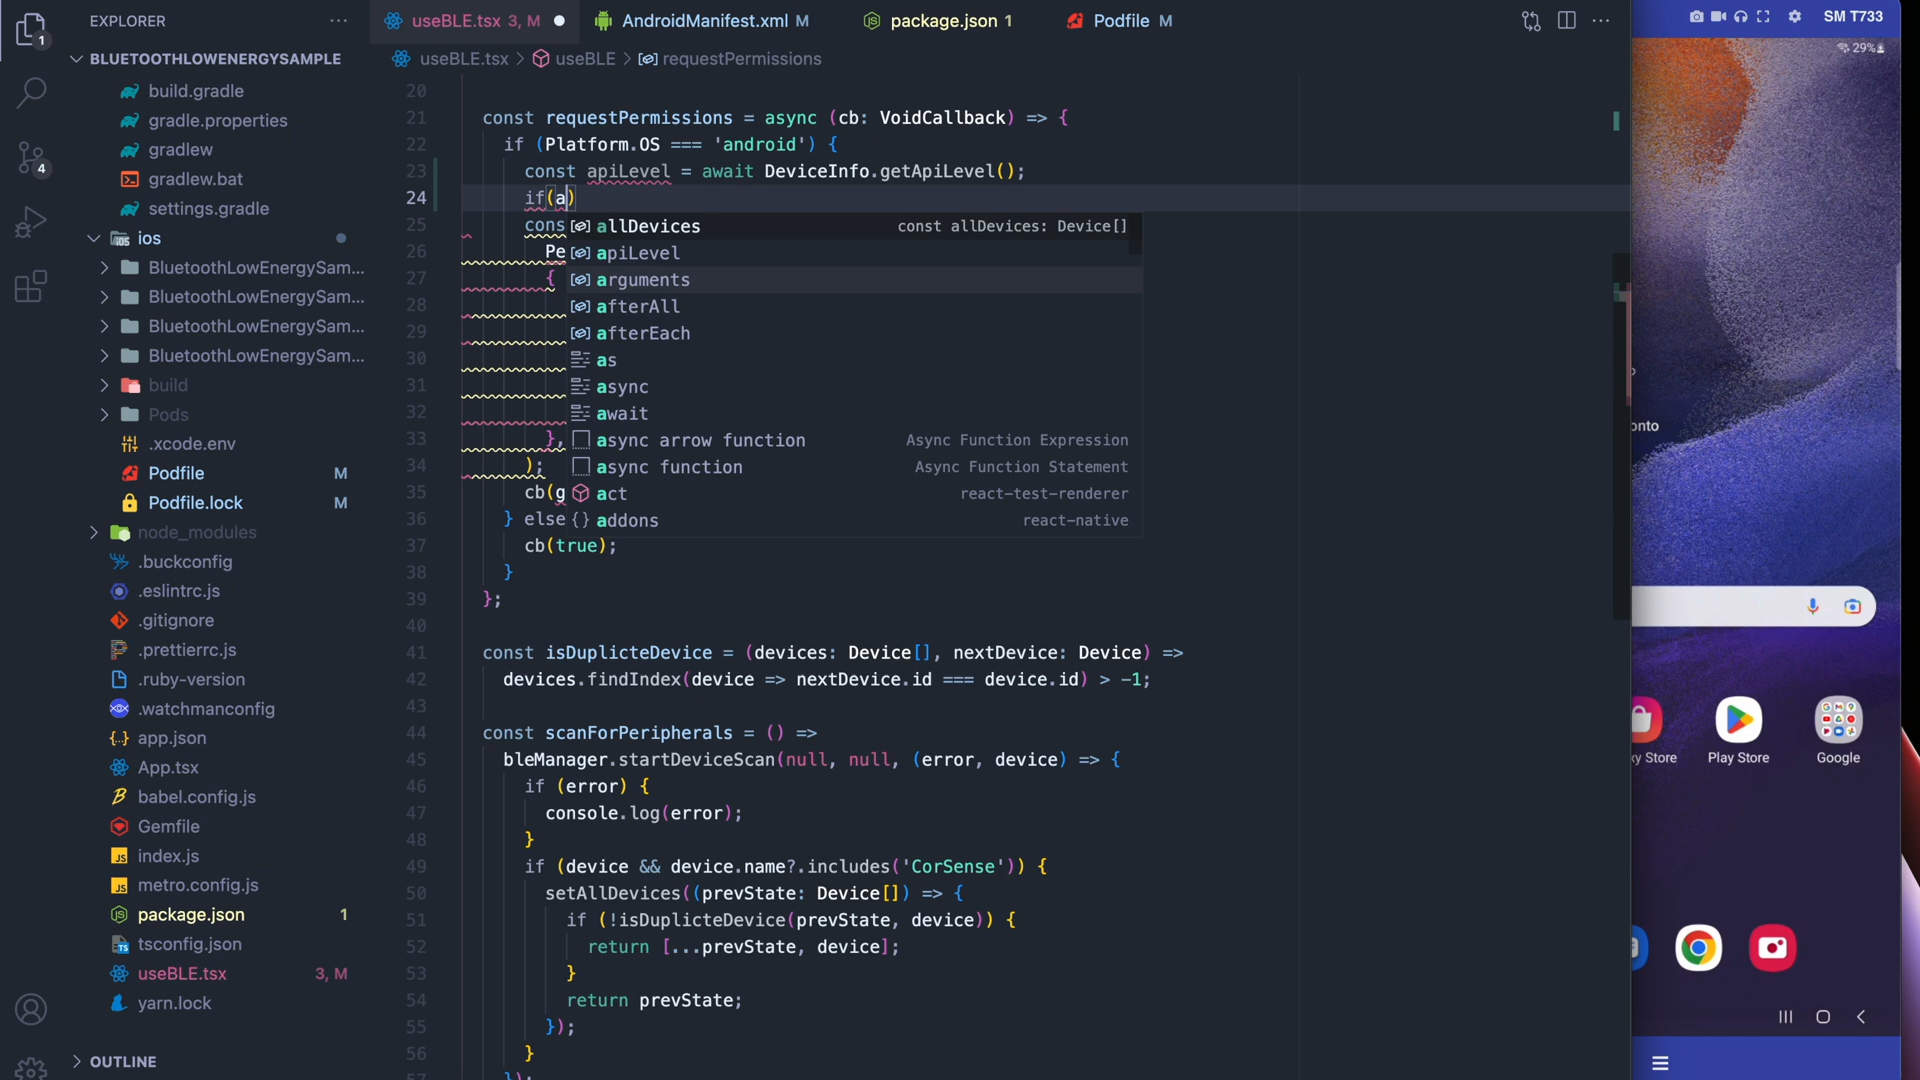 EXPLORER
1
4
BLUETOOTHLOWENERGYSAMPLE
build.gradle
gradle.properties
gradlew
gradlew.bat
settings.gradle
ios
BluetoothLowEnergySam...
BluetoothLowEnergySam...
BluetoothLowEnergySam...
BluetoothLowEnergySam...
build
Pods
.xcode.env
Podfile M
Podfile.lock M
node_modules
.buckconfig
.eslintrc.js
.gitignore
.prettierrc.js
.ruby-version
.watchmanconfig
app.json
App.tsx
babel.config.js
Gemfile
index.js
metro.config.js
package.json 1
tsconfig.json
useBLE.tsx 3, M
yarn.lock
OUTLINE
useBLE.tsx 3, M
AndroidManifest.xml M
package.json 1
Podfile M
useBLE.tsx > useBLE > requestPermissions
20
21 const requestPermissions = async (cb: VoidCallback) => {
22 if (Platform.OS === 'android') {
23 const apiLevel = await DeviceInfo.getApiLevel();
24 if(a)
25 cons
26 Pe
27 {
28
29
30
31
32
33 },
34 );
35 cb(g
36 } else
37 cb(true);
38 }
39 };
40
41 const isDuplicteDevice = (devices: Device[], nextDevice: Device) =>
42 devices.findIndex(device => nextDevice.id === device.id) > -1;
43
44 const scanForPeripherals = () =>
45 bleManager.startDeviceScan(null, null, (error, device) => {
46 if (error) {
47 console.log(error);
48 }
49 if (device && device.name?.includes('CorSense')) {
50 setAllDevices((prevState: Device[]) => {
51 if (!isDuplicteDevice(prevState, device)) {
52 return [...prevState, device];
53 }
54 return prevState;
55 });
56 }
57 });
allDevices const allDevices: Device[]
apiLevel
arguments
afterAll
afterEach
as
async
await
async arrow function Async Function Expression
async function Async Function Statement
act react-test-renderer
addons react-native
SM T733
29%
onto
xy Store
Play Store
Google